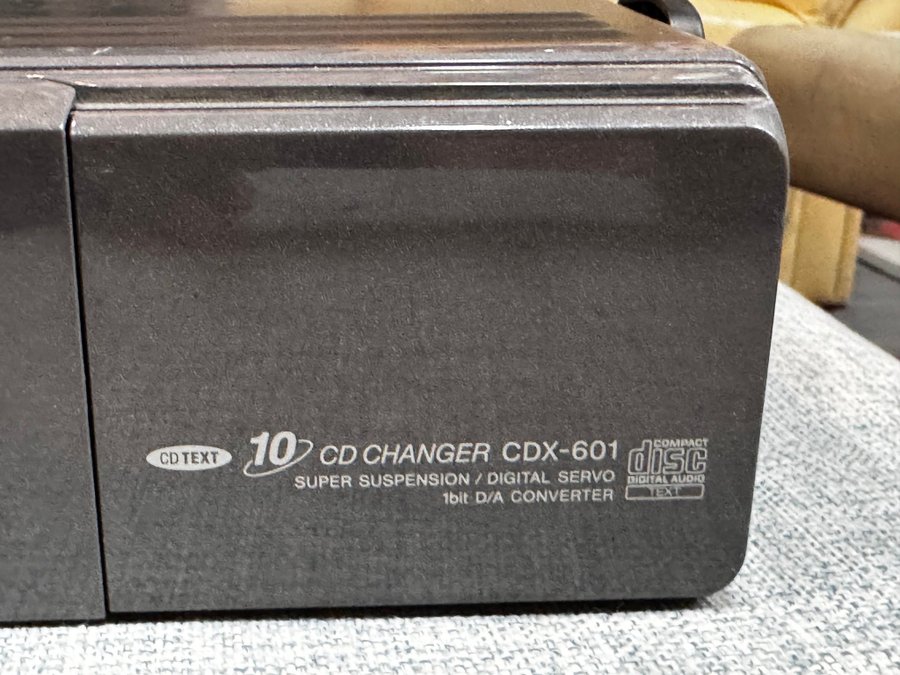 CD TEXT 10 CD CHANGER CDX-601
SUPER SUSPENSION / DIGITAL SERVO
1bit D/A CONVERTER
COMPACT
disc
DIGITAL AUDIO
TEXT